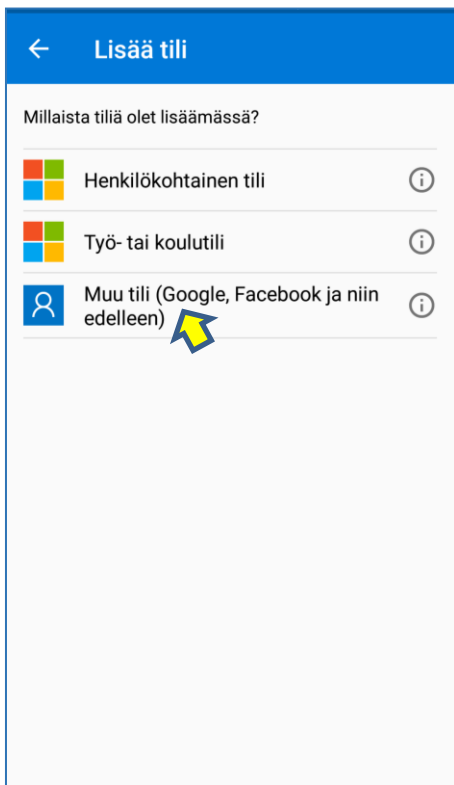 Lisää tili
Millaista tiliä olet lisäämässä?
Henkilökohtainen tili
Työ- tai koulutili
Muu tili (Google, Facebook ja niin
edelleen)